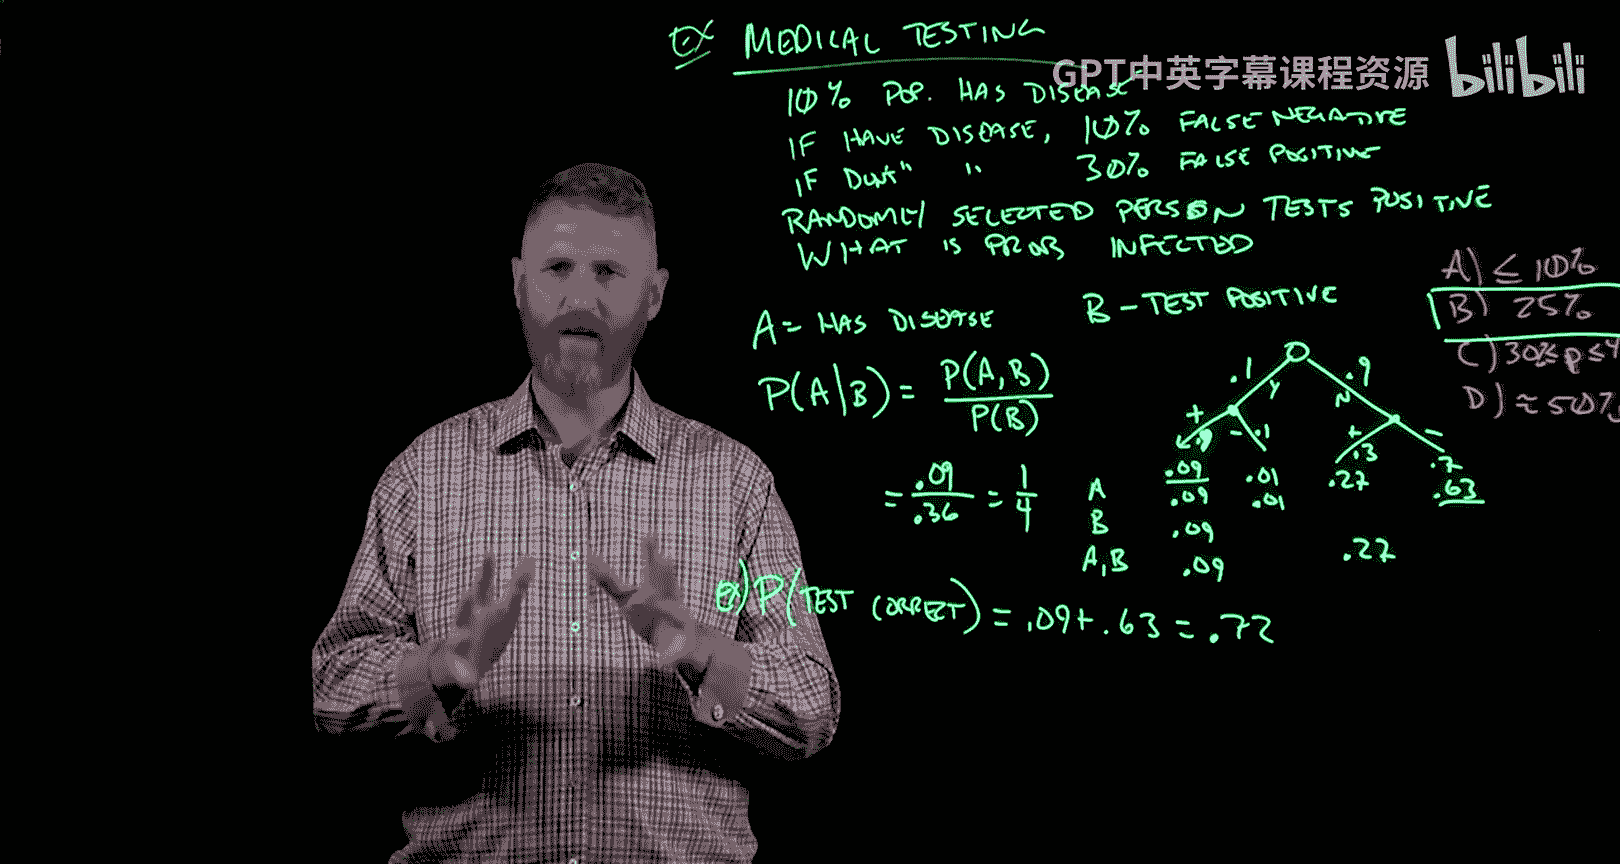 EX MEDICAL TESTING
GPT中英字幕课程资源 bilibili
10% POP. HAS DISEASE
IF HAVE DISEASE, 10% FALSE NEGATIVE
IF DON'T " " 30% FALSE POSITIVE
RANDOMLY SELECTED PERSON TESTS POSITIVE
WHAT IS PROB INFECTED
A) ≤ 10%
B) 25%
C) 30% ≤ P ≤ 4
D) ≈ 50%
A = HAS DISEASE B - TEST POSITIVE
P(A|B) = P(A,B) / P(B)
= .09 / .36 = 1/4
.1 Y .9 N
+ .9 - .1 + .3 - .7
.09 .01 .27 .63
A .09 .01
B .09 .27
A,B .09
EX) P(TEST CORRECT) = .09 + .63 = .72